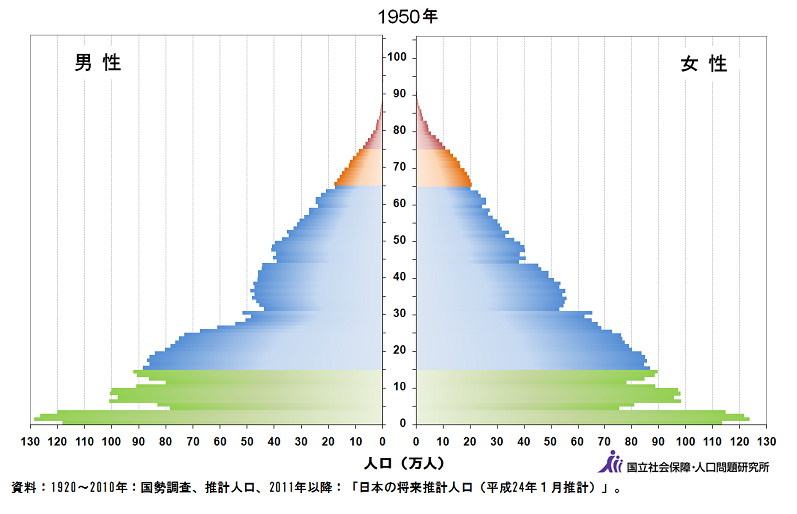 1950年
男 性
女 性
100
90
80
70
60
50
40
30
20
10
0
130 120 110 100 90 80 70 60 50 40 30 20 10 0
0 10 20 30 40 50 60 70 80 90 100 110 120 130
人口（万人）
国立社会保障・人口問題研究所
資料：1920～2010年：国勢調査、推計人口、2011年以降：「日本の将来推計人口（平成24年１月推計）」。